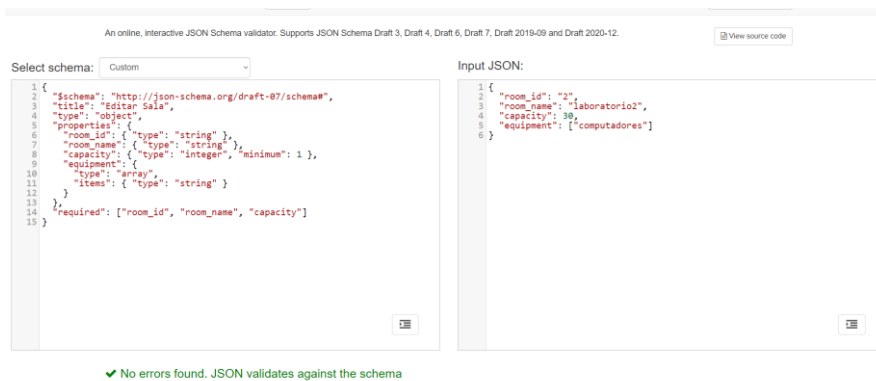 An online, interactive JSON Schema validator. Supports JSON Schema Draft 3, Draft 4, Draft 6, Draft 7, Draft 2019-09 and Draft 2020-12.
View source code
Select schema: Custom
1 {
2 "$schema": "http://json-schema.org/draft-07/schema#",
3 "title": "Editar Sala",
4 "type": "object",
5 "properties": {
6 "room_id": { "type": "string" },
7 "room_name": { "type": "string" },
8 "capacity": { "type": "integer", "minimum": 1 },
9 "equipment": {
10 "type": "array",
11 "items": { "type": "string" }
12 }
13 },
14 "required": ["room_id", "room_name", "capacity"]
15 }
Input JSON:
1 {
2 "room_id": "2",
3 "room_name": "laboratorio2",
4 "capacity": 30,
5 "equipment": ["computadores"]
6 }
✔ No errors found. JSON validates against the schema